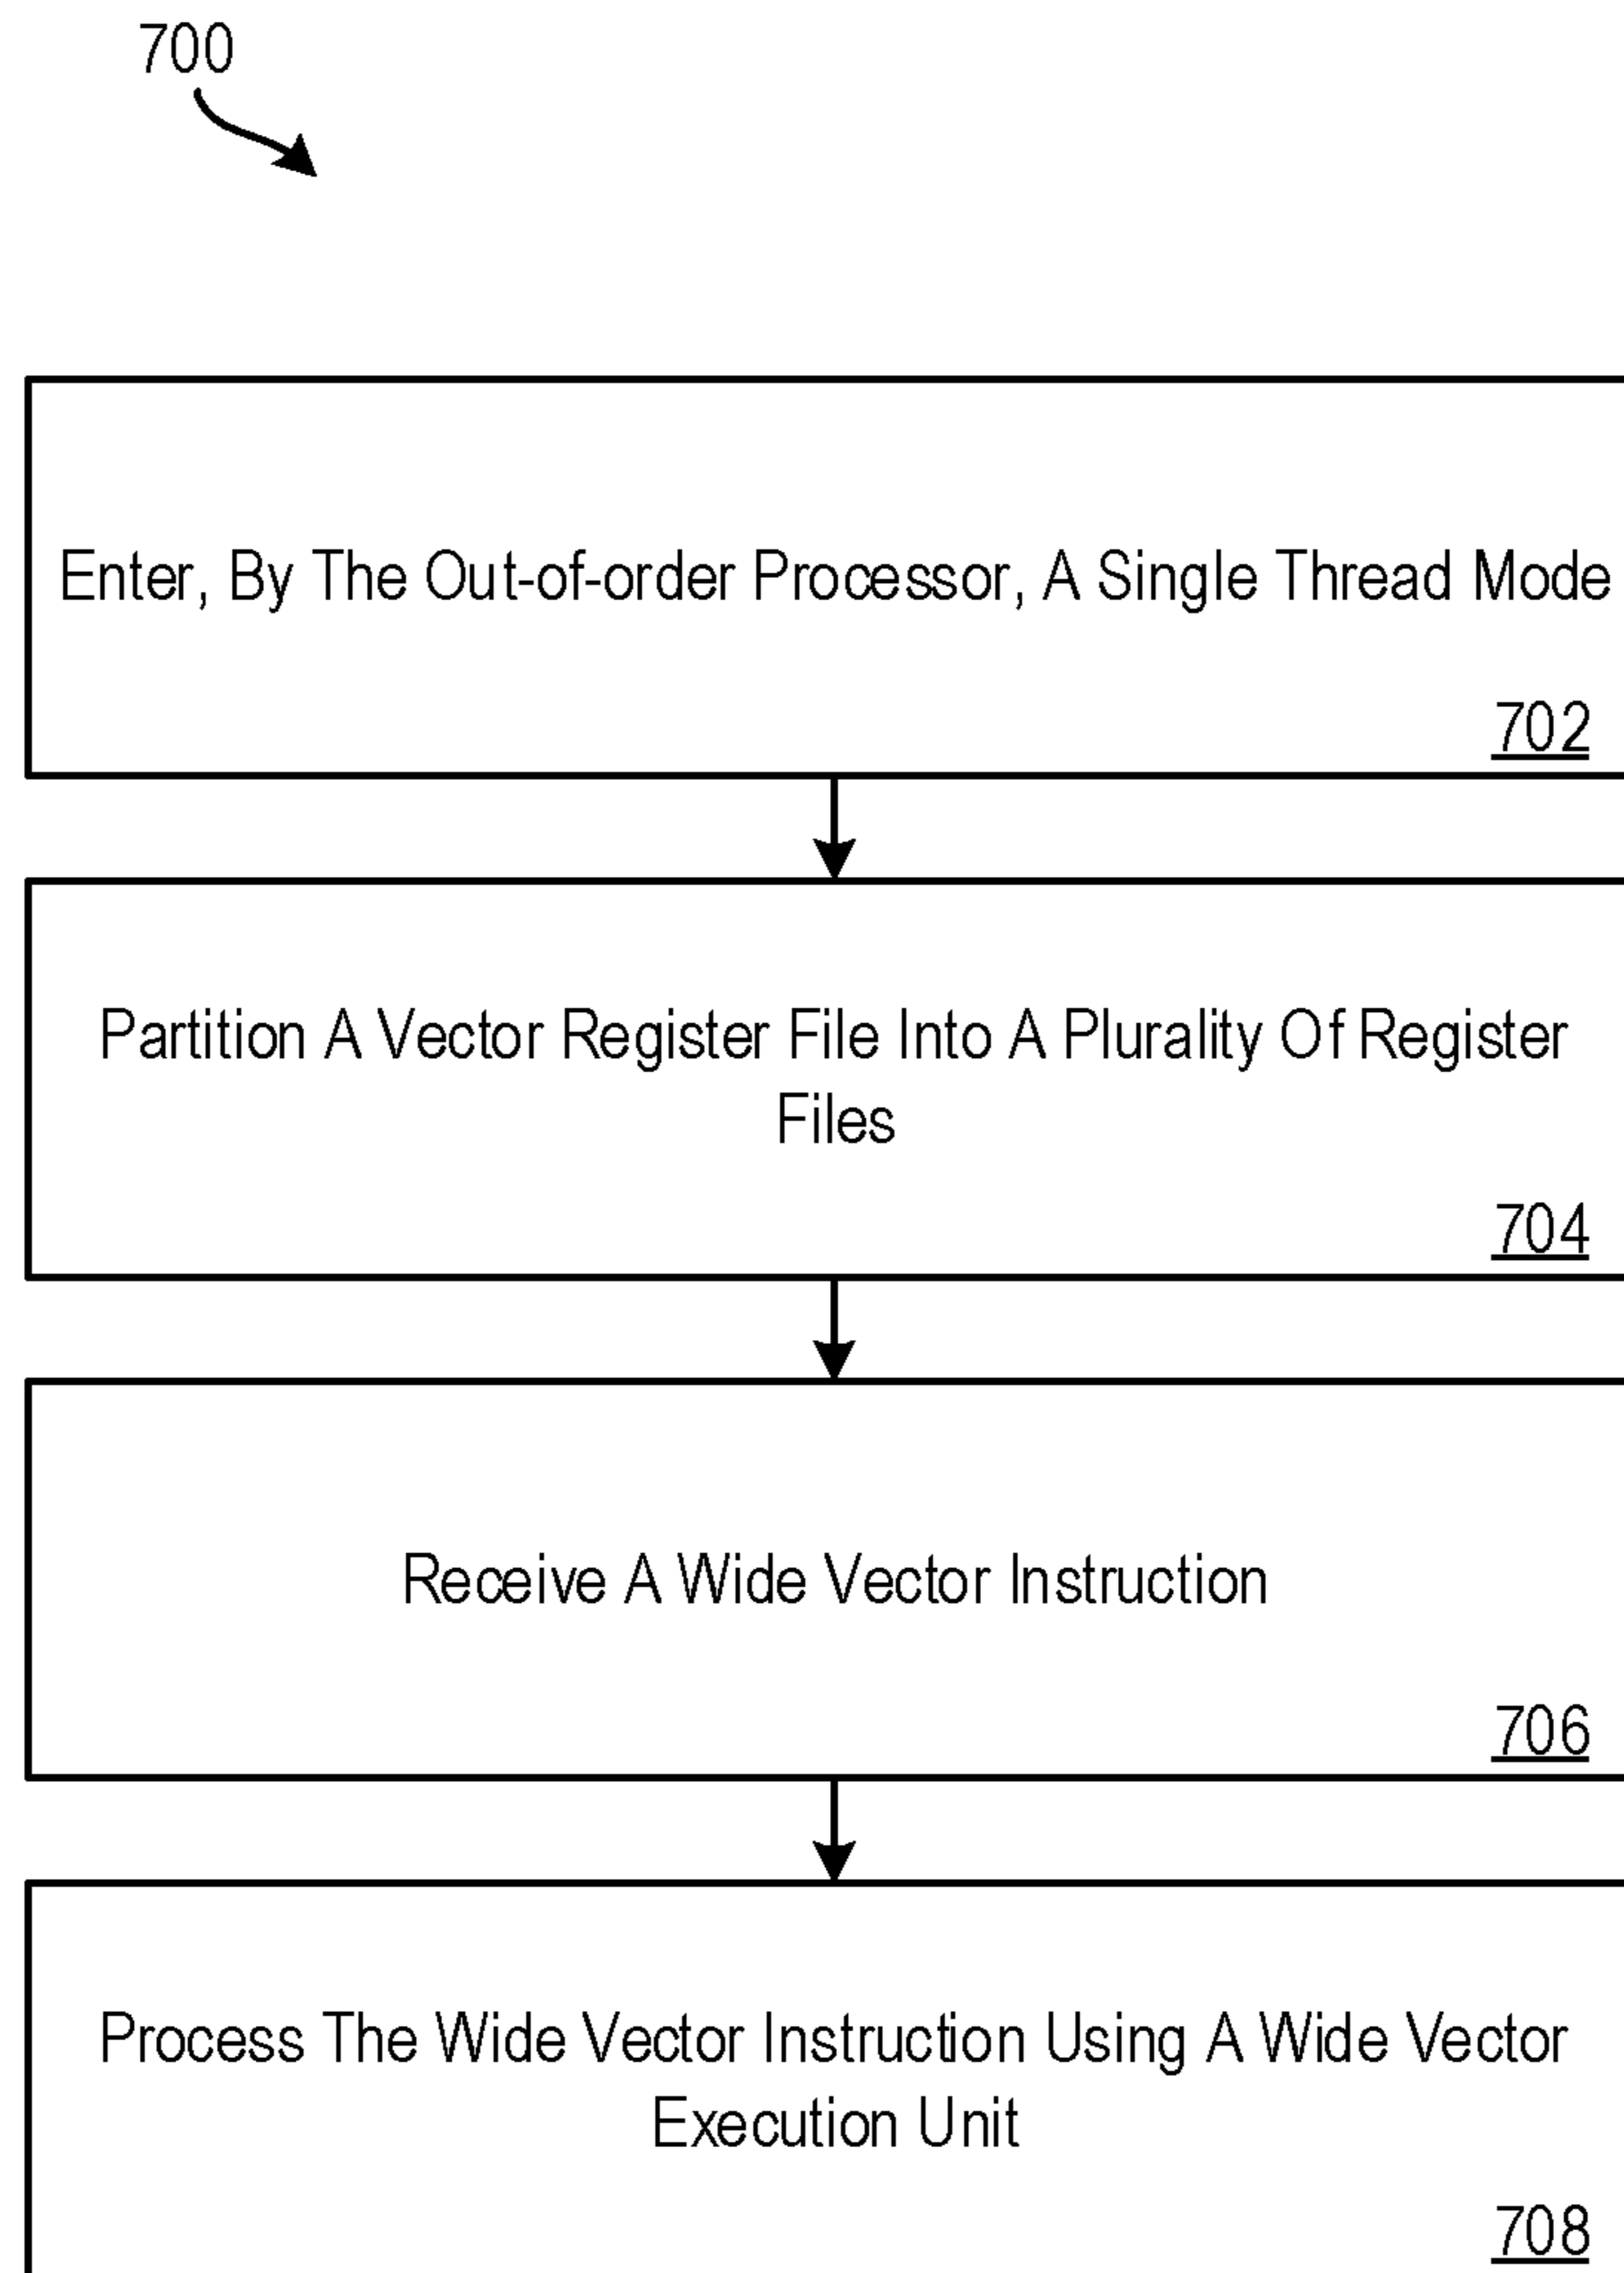 700
Enter, By The Out-of-order Processor, A Single Thread Mode
702
Partition A Vector Register File Into A Plurality Of Register
Files
704
Receive A Wide Vector Instruction
706
Process The Wide Vector Instruction Using A Wide Vector
Execution Unit
708